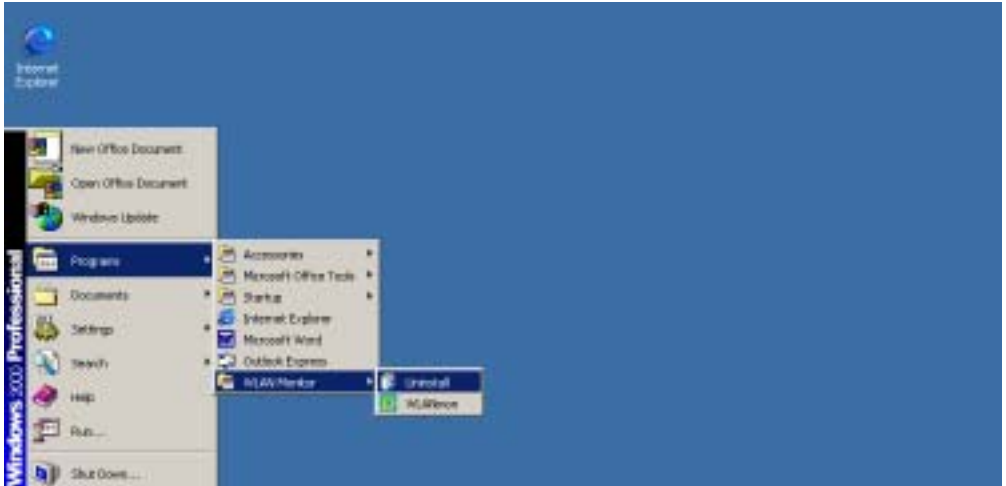 Internet
Explorer
New Office Document
Open Office Document
Windows Update
Programs
Documents
Settings
Search
Help
Run...
Shut Down...
Windows 2000 Professional
Accessories
Microsoft Office Tools
Startup
Internet Explorer
Microsoft Word
Outlook Express
WLAN Monitor
Uninstall